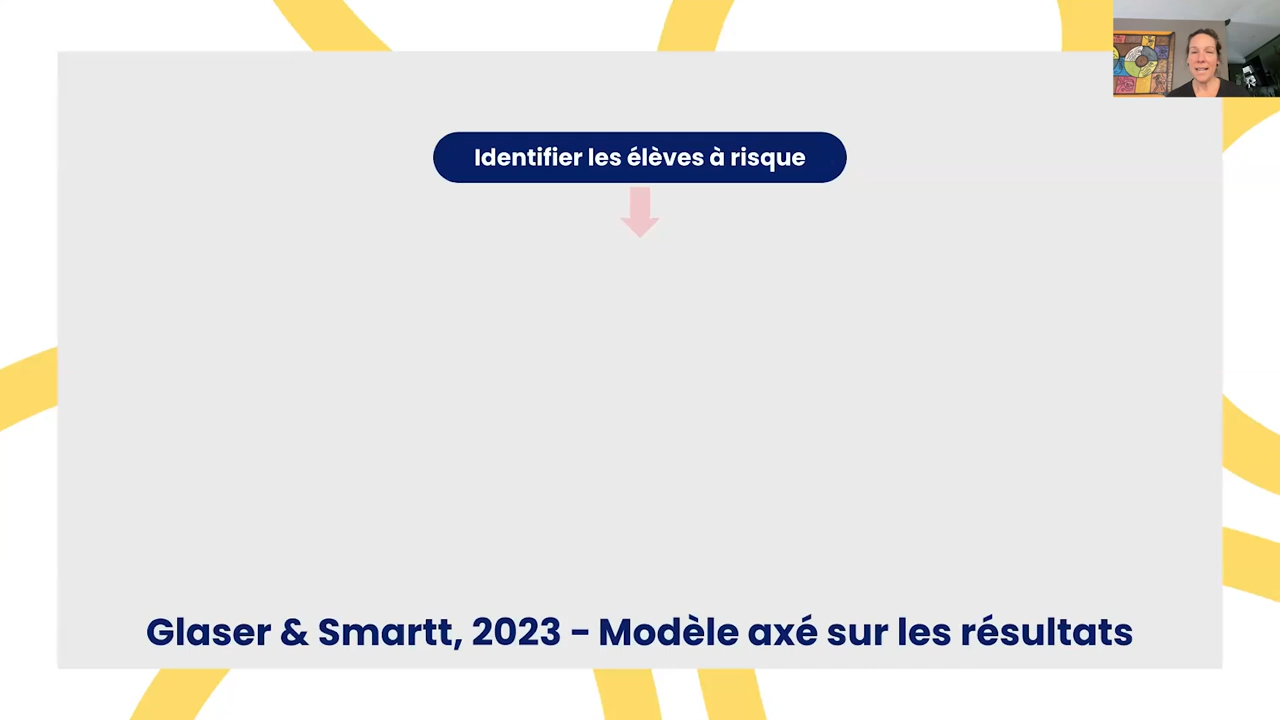 Identifier les élèves à risque
Glaser & Smartt, 2023 - Modèle axé sur les résultats